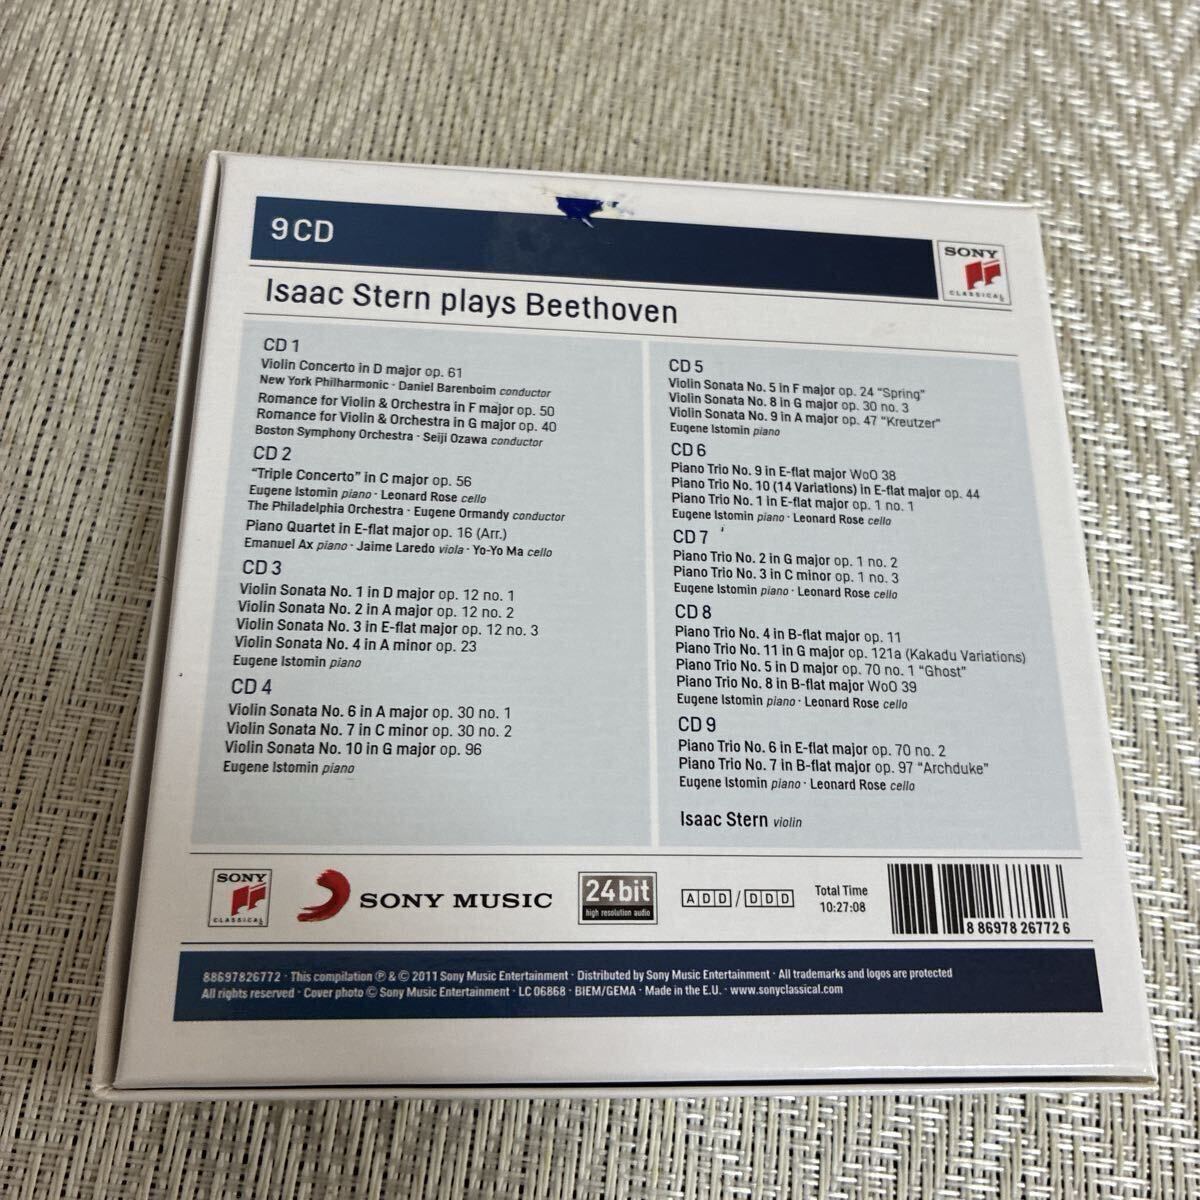 9CD
SONY
CLASSICAL
Isaac Stern plays Beethoven
CD 1
Violin Concerto in D major op. 61
New York Philharmonic · Daniel Barenboim conductor
Romance for Violin & Orchestra in F major op. 50
Romance for Violin & Orchestra in G major op. 40
Boston Symphony Orchestra · Seiji Ozawa conductor
CD 2
"Triple Concerto" in C major op. 56
Eugene Istomin piano · Leonard Rose cello
The Philadelphia Orchestra · Eugene Ormandy conductor
Piano Quartet in E-flat major op. 16 (Arr.)
Emanuel Ax piano · Jaime Laredo viola · Yo-Yo Ma cello
CD 3
Violin Sonata No. 1 in D major op. 12 no. 1
Violin Sonata No. 2 in A major op. 12 no. 2
Violin Sonata No. 3 in E-flat major op. 12 no. 3
Violin Sonata No. 4 in A minor op. 23
Eugene Istomin piano
CD 4
Violin Sonata No. 6 in A major op. 30 no. 1
Violin Sonata No. 7 in C minor op. 30 no. 2
Violin Sonata No. 10 in G major op. 96
Eugene Istomin piano
CD 5
Violin Sonata No. 5 in F major op. 24 "Spring"
Violin Sonata No. 8 in G major op. 30 no. 3
Violin Sonata No. 9 in A major op. 47 "Kreutzer"
Eugene Istomin piano
CD 6
Piano Trio No. 9 in E-flat major WoO 38
Piano Trio No. 10 (14 Variations) in E-flat major op. 44
Piano Trio No. 1 in E-flat major op. 1 no. 1
Eugene Istomin piano · Leonard Rose cello
CD 7
Piano Trio No. 2 in G major op. 1 no. 2
Piano Trio No. 3 in C minor op. 1 no. 3
Eugene Istomin piano · Leonard Rose cello
CD 8
Piano Trio No. 4 in B-flat major op. 11
Piano Trio No. 11 in G major op. 121a (Kakadu Variations)
Piano Trio No. 5 in D major op. 70 no. 1 "Ghost"
Piano Trio No. 8 in B-flat major WoO 39
Eugene Istomin piano · Leonard Rose cello
CD 9
Piano Trio No. 6 in E-flat major op. 70 no. 2
Piano Trio No. 7 in B-flat major op. 97 "Archduke"
Eugene Istomin piano · Leonard Rose cello
Isaac Stern violin
SONY
CLASSICAL
SONY MUSIC
24 bit
high resolution audio
ADD/DDD
Total Time
10:27:08
8 86978 26772 6
88697826772 · This compilation ℗ & © 2011 Sony Music Entertainment · Distributed by Sony Music Entertainment · All trademarks and logos are protected
All rights reserved · Cover photo © Sony Music Entertainment · LC 06868 · BIEM/GEMA · Made in the E.U. · www.sonyclassical.com